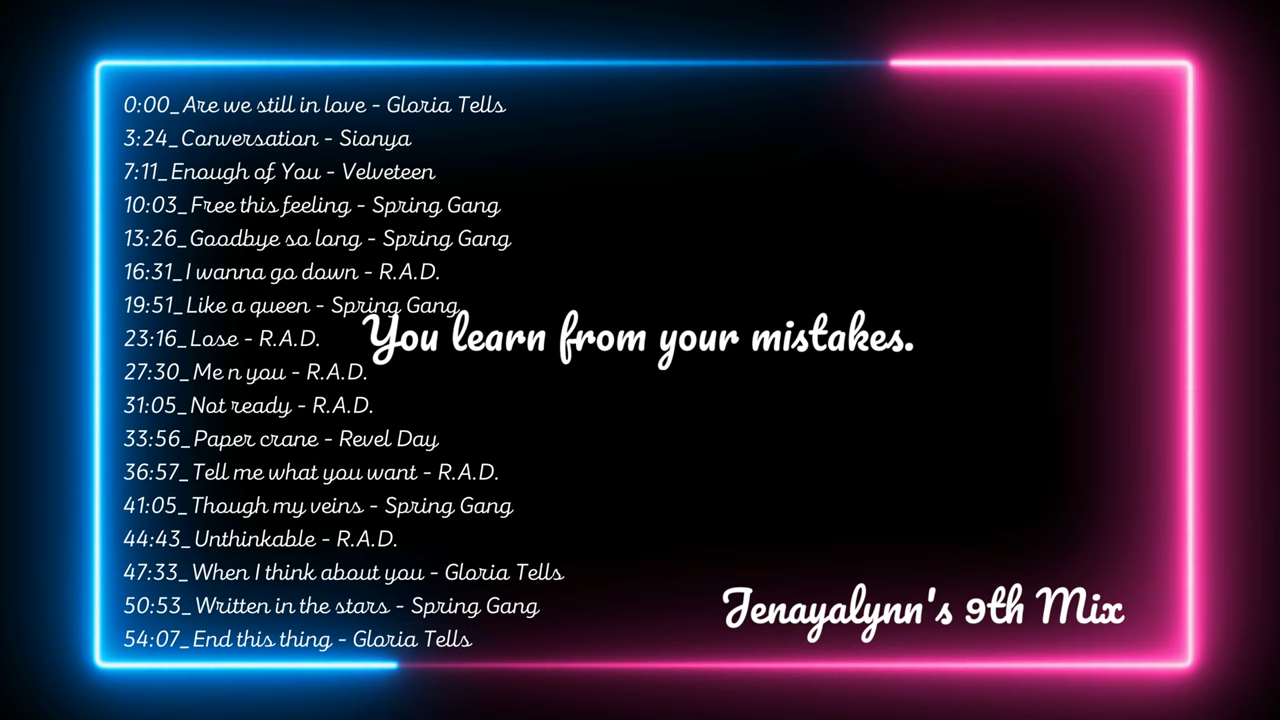 0:00_Are we still in love - Gloria Tells
3:24_Conversation - Sionya
7:11_Enough of You - Velveteen
10:03_Free this feeling - Spring Gang
13:26_Goodbye so long - Spring Gang
16:31_I wanna go down - R.A.D.
19:51_Like a queen - Spring Gang
23:16_Lose - R.A.D.
You learn from your mistakes.
27:30_Me n you - R.A.D.
31:05_Not ready - R.A.D.
33:56_Paper crane - Revel Day
36:57_Tell me what you want - R.A.D.
41:05_Though my veins - Spring Gang
44:43_Unthinkable - R.A.D.
47:33_When I think about you - Gloria Tells
50:53_Written in the stars - Spring Gang
54:07_End this thing - Gloria Tells
Jenayalynn's 9th Mix